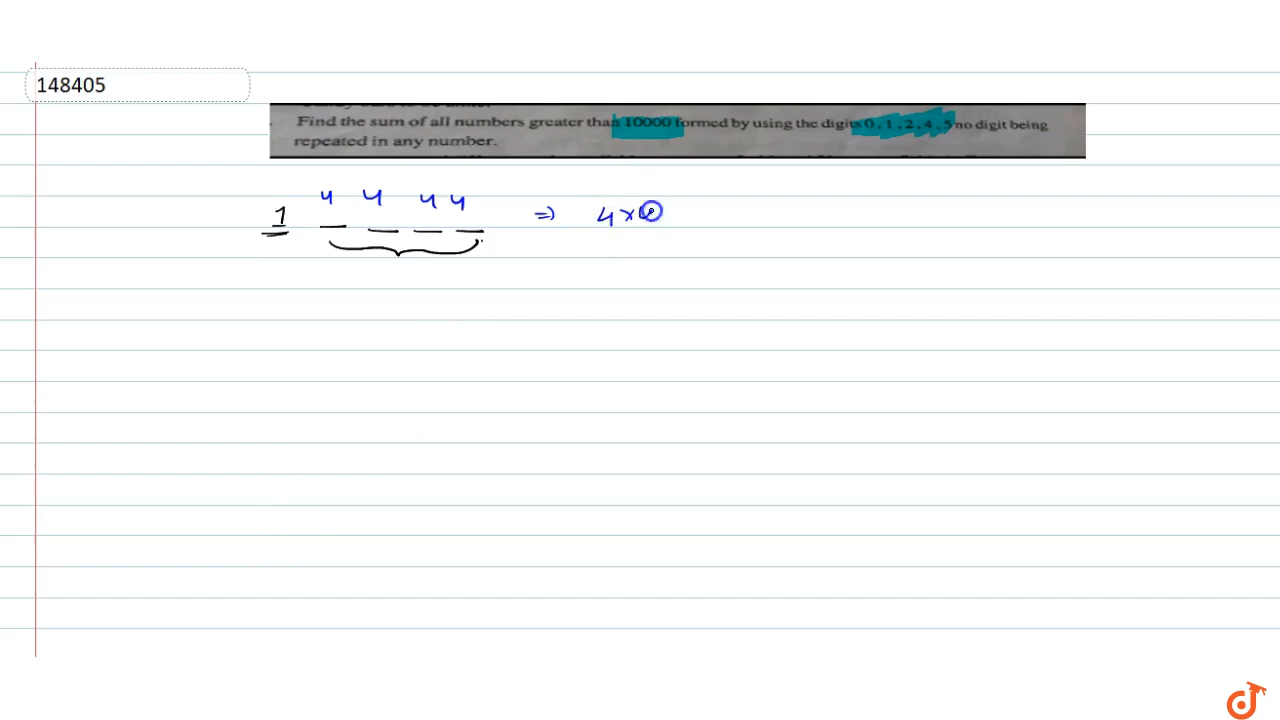 148405
Find the sum of all numbers greater than 10000 formed by using the digits 0 , 1 , 2 , 4 , 5 no digit being
repeated in any number.
4 4 4 4
1 _ _ _ _ ⇒ 4×